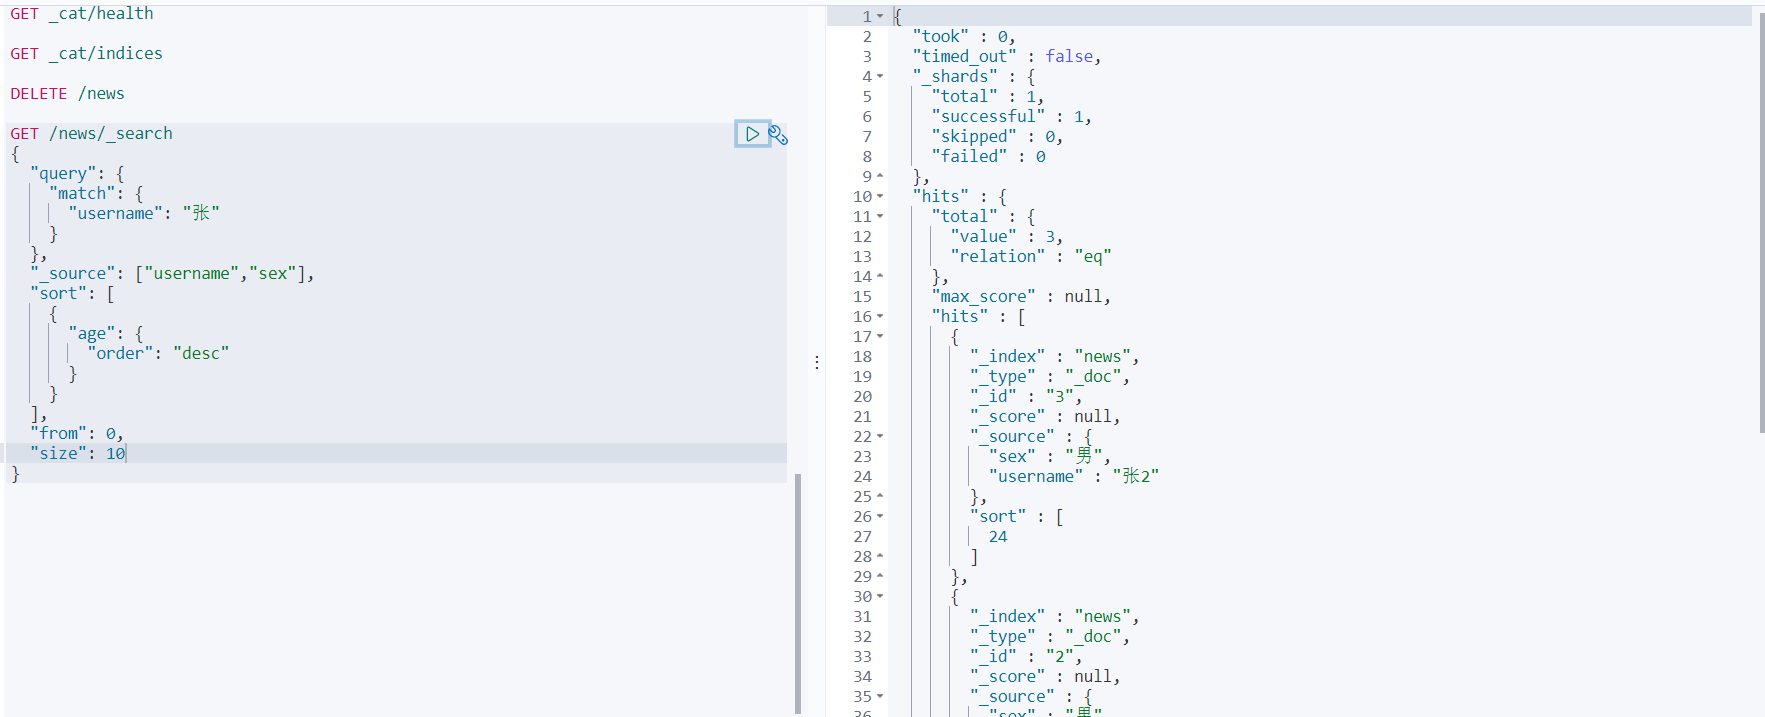 GET _cat/health
GET _cat/indices
DELETE /news
GET /news/_search
{
  "query": {
    "match": {
      "username": "张"
    }
  },
  "_source": ["username","sex"],
  "sort": [
    {
      "age": {
        "order": "desc"
      }
    }
  ],
  "from": 0,
  "size": 10
}
1 {
2   "took" : 0,
3   "timed_out" : false,
4   "_shards" : {
5     "total" : 1,
6     "successful" : 1,
7     "skipped" : 0,
8     "failed" : 0
9   },
10   "hits" : {
11     "total" : {
12       "value" : 3,
13       "relation" : "eq"
14     },
15     "max_score" : null,
16     "hits" : [
17       {
18         "_index" : "news",
19         "_type" : "_doc",
20         "_id" : "3",
21         "_score" : null,
22         "_source" : {
23           "sex" : "男",
24           "username" : "张2"
25         },
26         "sort" : [
27           24
28         ]
29       },
30       {
31         "_index" : "news",
32         "_type" : "_doc",
33         "_id" : "2",
34         "_score" : null,
35         "_source" : {
36           "sex" : "男",